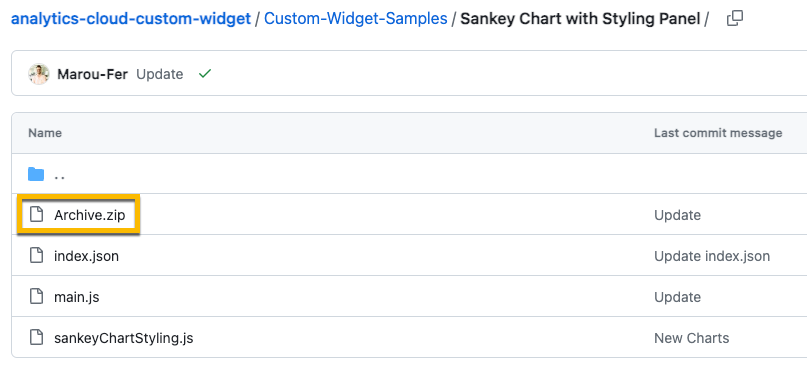 analytics-cloud-custom-widget / Custom-Widget-Samples / Sankey Chart with Styling Panel /
Marou-Fer Update
Name Last commit message
..
Archive.zip Update
index.json Update index.json
main.js Update
sankeyChartStyling.js New Charts